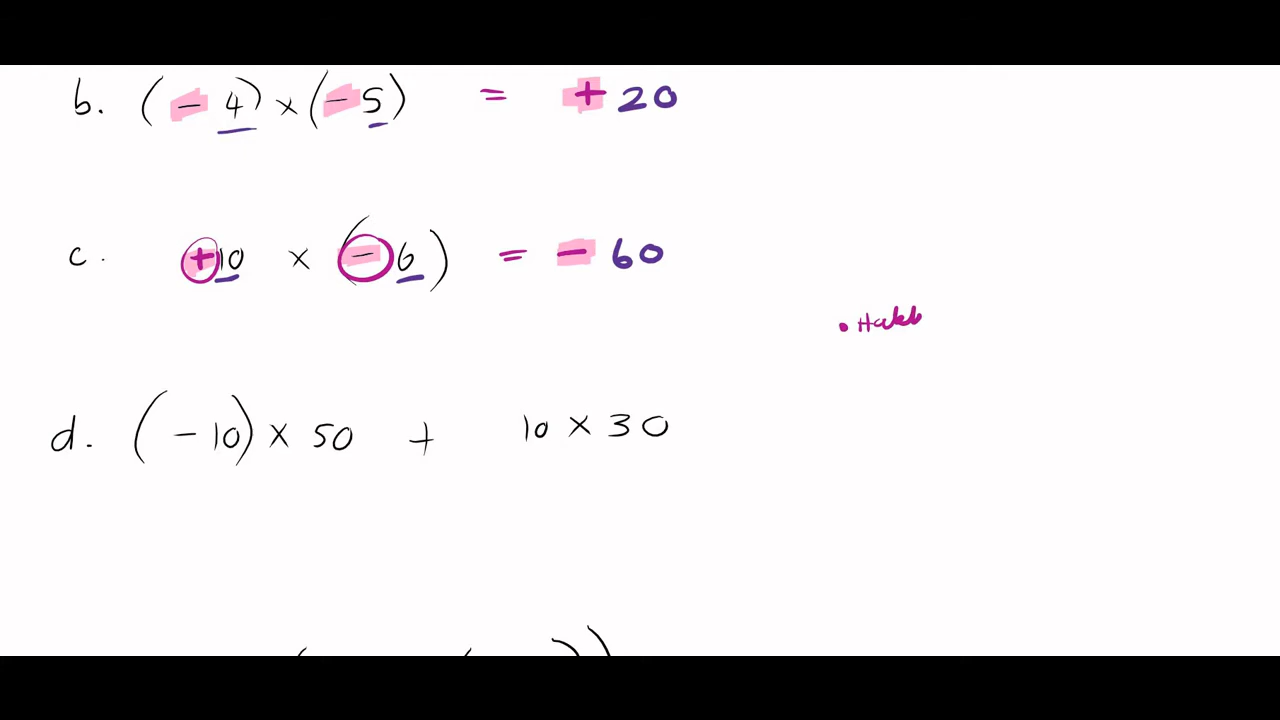 b. (- 4) × (- 5) = + 20
c. +10 × (- 6) = - 60
d. (- 10) × 50 + 10 × 30